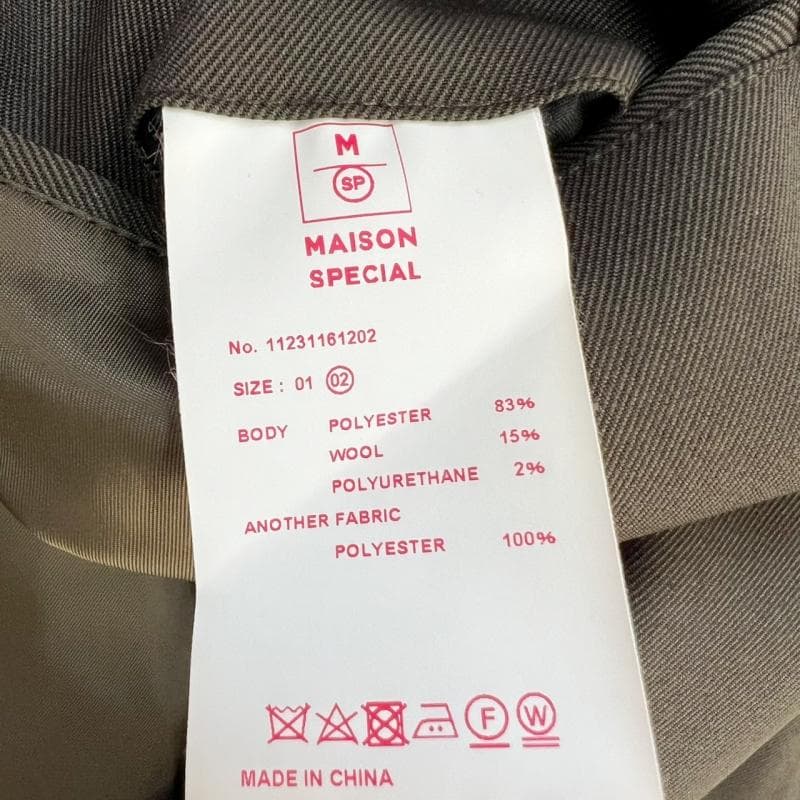 M
SP
MAISON
SPECIAL
No. 11231161202
SIZE : 01 02
BODY POLYESTER 83%
WOOL 15%
POLYURETHANE 2%
ANOTHER FABRIC
POLYESTER 100%
F W
MADE IN CHINA